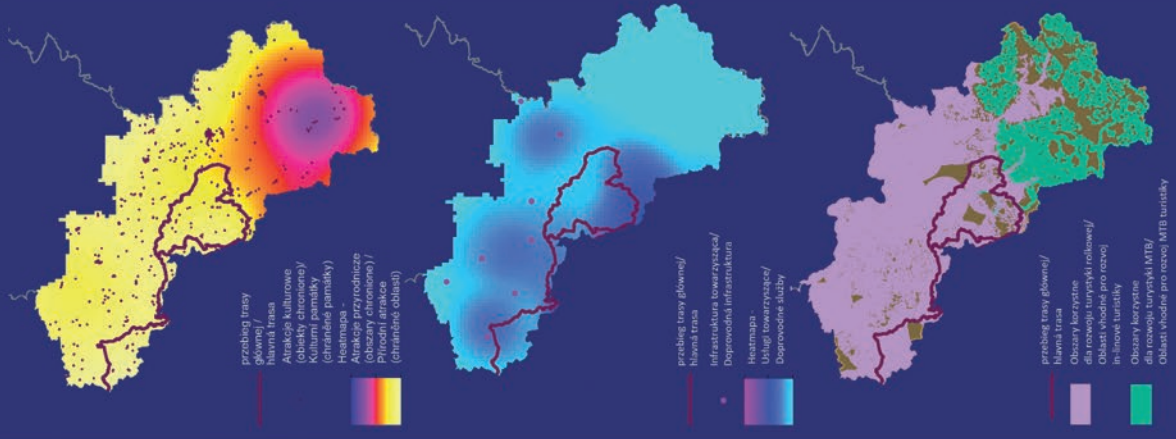 przebieg trasy
głównej /
hlavná trasa
Atrakcje kulturowe
(obiekty chronione)/
Kulturní památky
(chráněné památky)
Heatmapa -
Atrakcje przyrodnicze
(obszary chronione) /
Přírodní atrakce
(chráněné oblasti)
przebieg trasy głównej/
hlavná trasa
Infrastruktura towarzysząca/
Doprovodná infrastruktura
Heatmapa -
Usługi towarzyszące/
Doprovodne služby
przebieg trasy głównej/
hlavná trasa
Obszary korzystne
dla rozwoju turystyki rolkowej/
Oblasti vhodné pro rozvoj
in-linové turistiky
Obszary korzystne
dla rozwoju turystyki MTB/
Oblasti vhodné pro rozvoj MTB turistiky